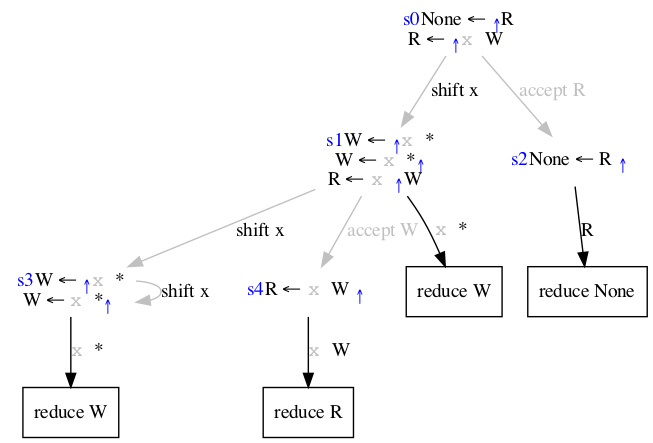 s0None ← ↑R
R ← ↑x W
shift x
accept R
s1W ← ↑x *
W ← x *↑
R ← x ↑W
s2None ← R ↑
shift x
accept W
x *
R
s3W ← ↑x *
W ← x *↑
shift x
s4R ← x W ↑
reduce W
reduce None
x *
x W
reduce W
reduce R